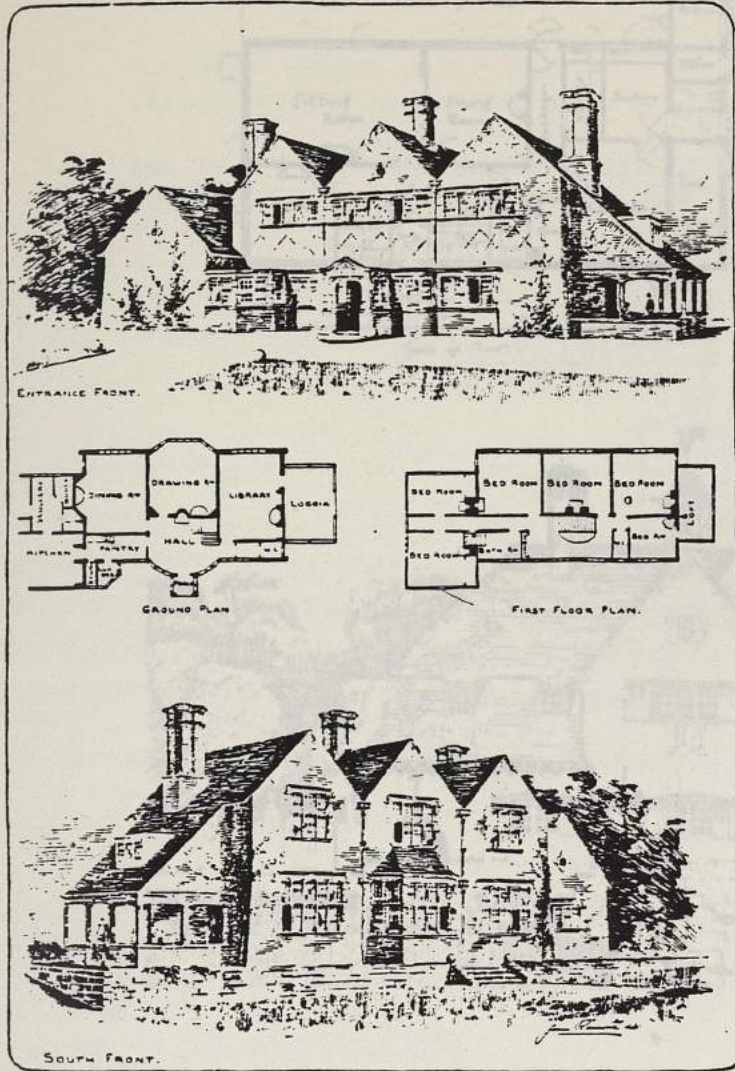 ENTRANCE FRONT.
DINING RM
DRAWING RM
LIBRARY
LOGGIA
KITCHEN
PANTRY
HALL
GROUND PLAN
BED ROOM
BED ROOM
BED ROOM
BED ROOM
BED ROOM
BATH RM
BED RM
LOFT
FIRST FLOOR PLAN.
SOUTH FRONT.